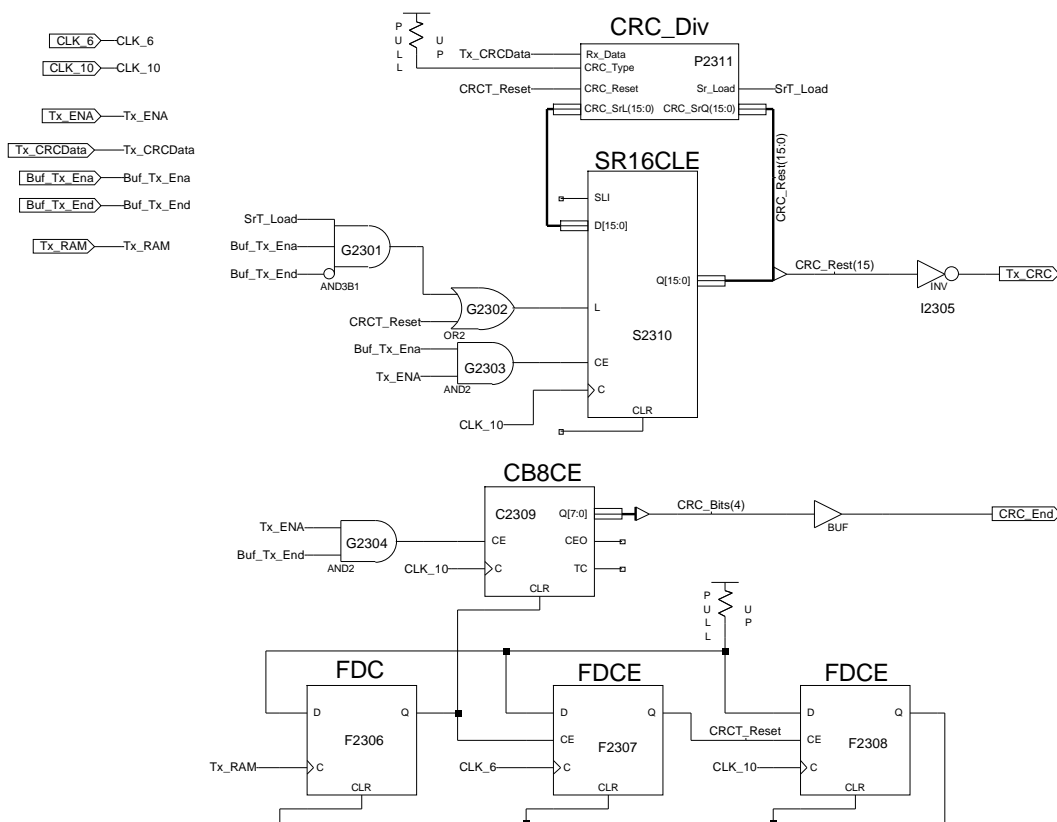 CRC_Div
PULL UP
CLK_6 CLK_6
CLK_10 CLK_10
Tx_ENA Tx_ENA
Tx_CRCData Tx_CRCData
Buf_Tx_Ena Buf_Tx_Ena
Buf_Tx_End Buf_Tx_End
Tx_RAM Tx_RAM
Tx_CRCData Rx_Data P2311
CRC_Type
CRCT_Reset CRC_Reset Sr_Load SrT_Load
CRC_SrL(15:0) CRC_SrQ(15:0)
CRC_Rest(15:0)
SR16CLE
SLI
D[15:0]
Q[15:0]
CRC_Rest(15) INV Tx_CRC
I2305
SrT_Load
Buf_Tx_Ena G2301
Buf_Tx_End
AND3B1
G2302 L
CRCT_Reset
OR2
S2310
Buf_Tx_Ena
G2303 CE
Tx_ENA
AND2
C
CLR
CLK_10
CB8CE
C2309 Q[7:0] CRC_Bits(4) BUF CRC_End
Tx_ENA
G2304 CE CEO
Buf_Tx_End
AND2
CLK_10 C TC
CLR
PULL UP
FDC FDCE FDCE
D Q D Q D Q
F2306 CE F2307 CRCT_Reset CE F2308
Tx_RAM C CLK_6 C CLK_10 C
CLR CLR CLR